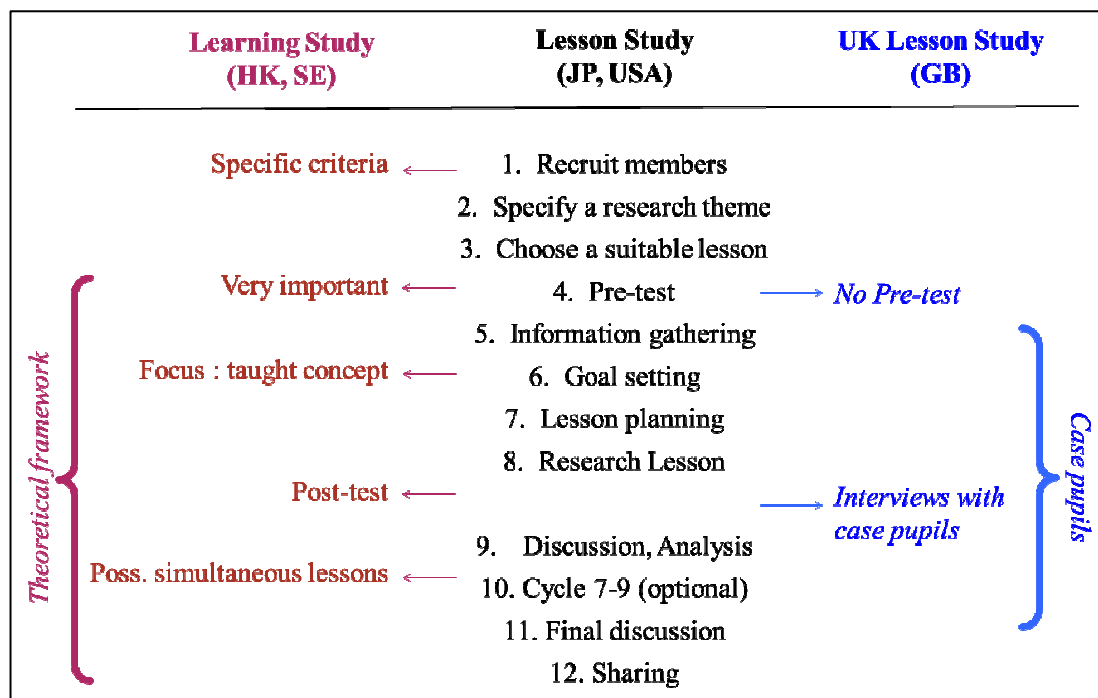 Learning Study
(HK, SE)
Lesson Study
(JP, USA)
UK Lesson Study
(GB)
Specific criteria
1. Recruit members
2. Specify a research theme
3. Choose a suitable lesson
Very important
4. Pre-test
No Pre-test
5. Information gathering
Focus : taught concept
6. Goal setting
7. Lesson planning
8. Research Lesson
Post-test
Interviews with
case pupils
9. Discussion, Analysis
Poss. simultaneous lessons
10. Cycle 7-9 (optional)
11. Final discussion
12. Sharing
Theoretical framework
Case pupils